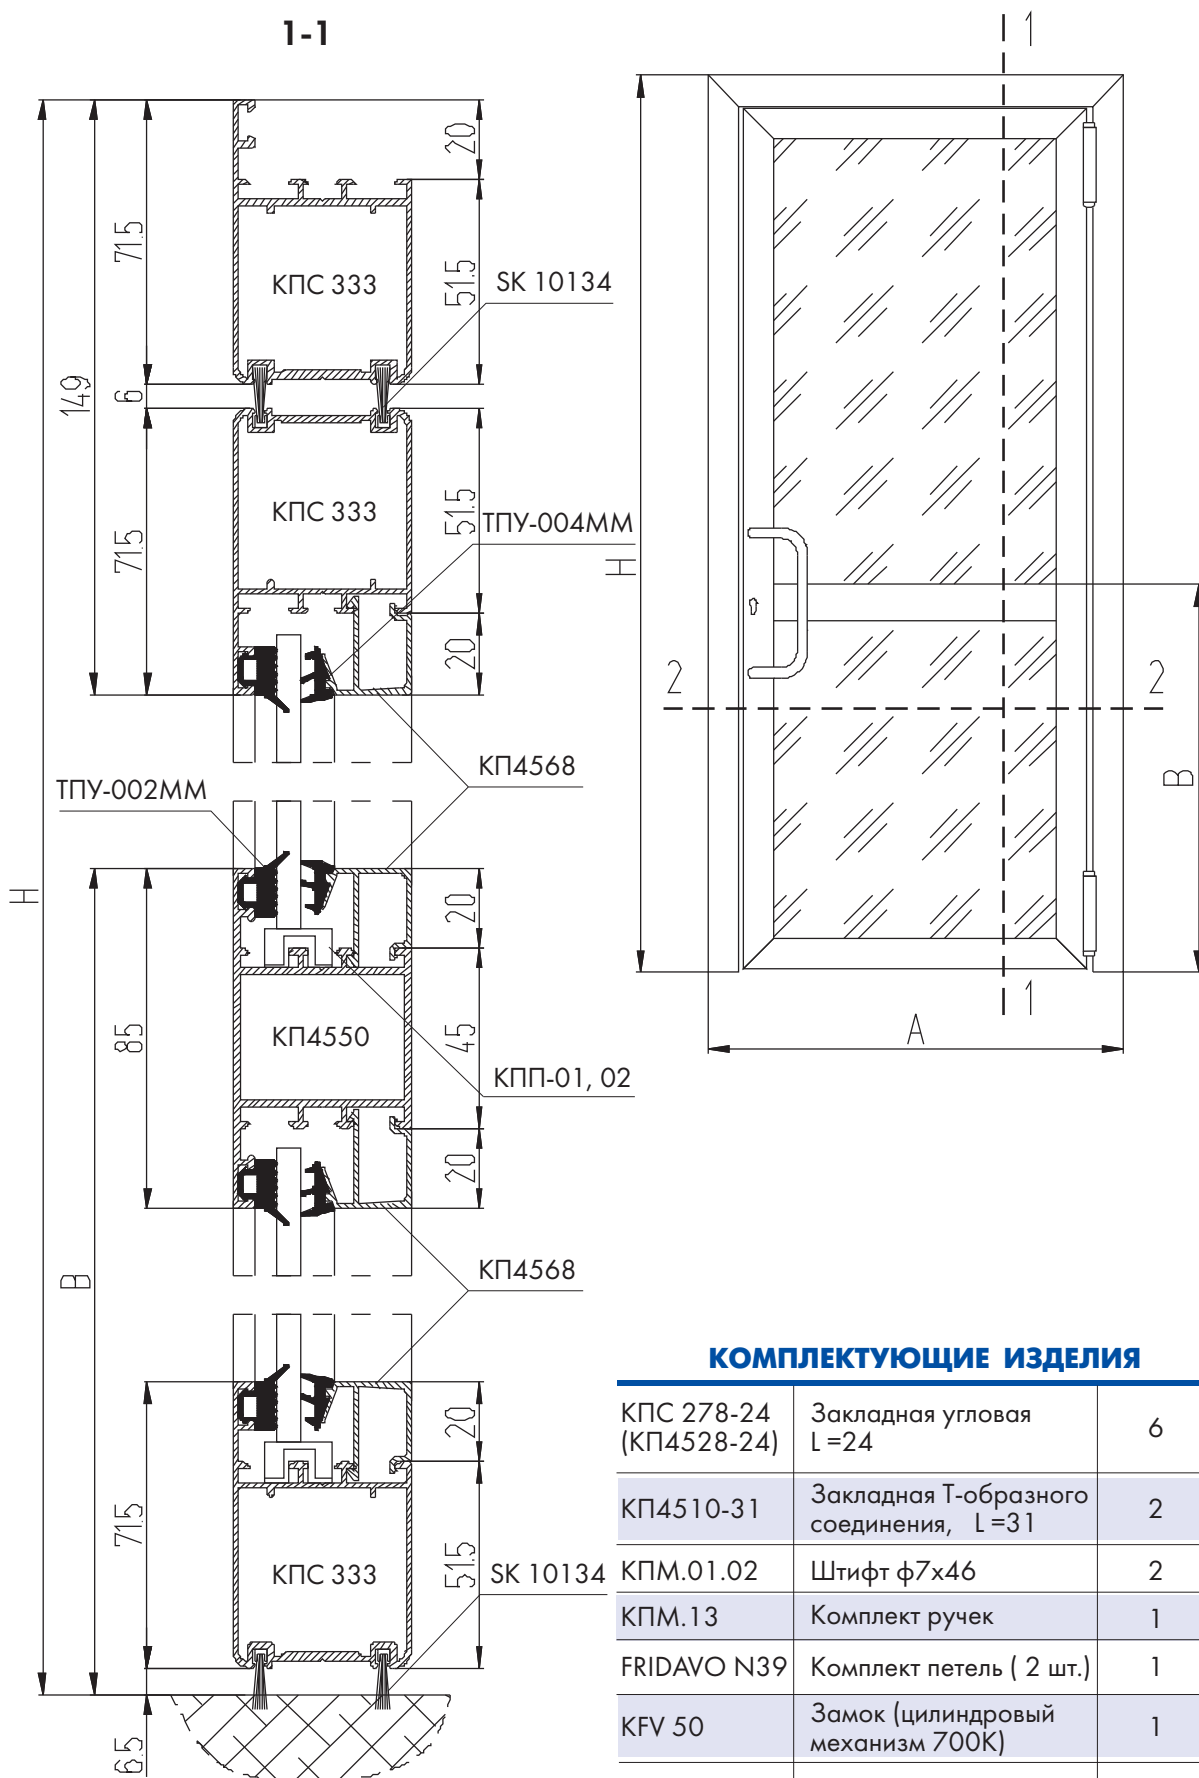 1-1
1
20
71.5
КПС 333
51.5
SK 10134
149
6
КПС 333
51.5
ТПУ-004ММ
71.5
20
H
2
2
КП4568
ТПУ-002ММ
B
H
20
85
КП4550
45
1
A
КПП-01, 02
20
B
КП4568
КОМПЛЕКТУЮЩИЕ ИЗДЕЛИЯ
20
КПС 278-24
(КП4528-24)
Закладная угловая
L =24
6
КП4510-31
Закладная Т-образного
соединения, L =31
2
71.5
КПС 333
51.5
SK 10134
КПМ.01.02
Штифт ф7х46
2
КПМ.13
Комплект ручек
1
FRIDAVO N39
Комплект петель ( 2 шт.)
1
KFV 50
Замок (цилиндровый
механизм 700К)
1
6.5